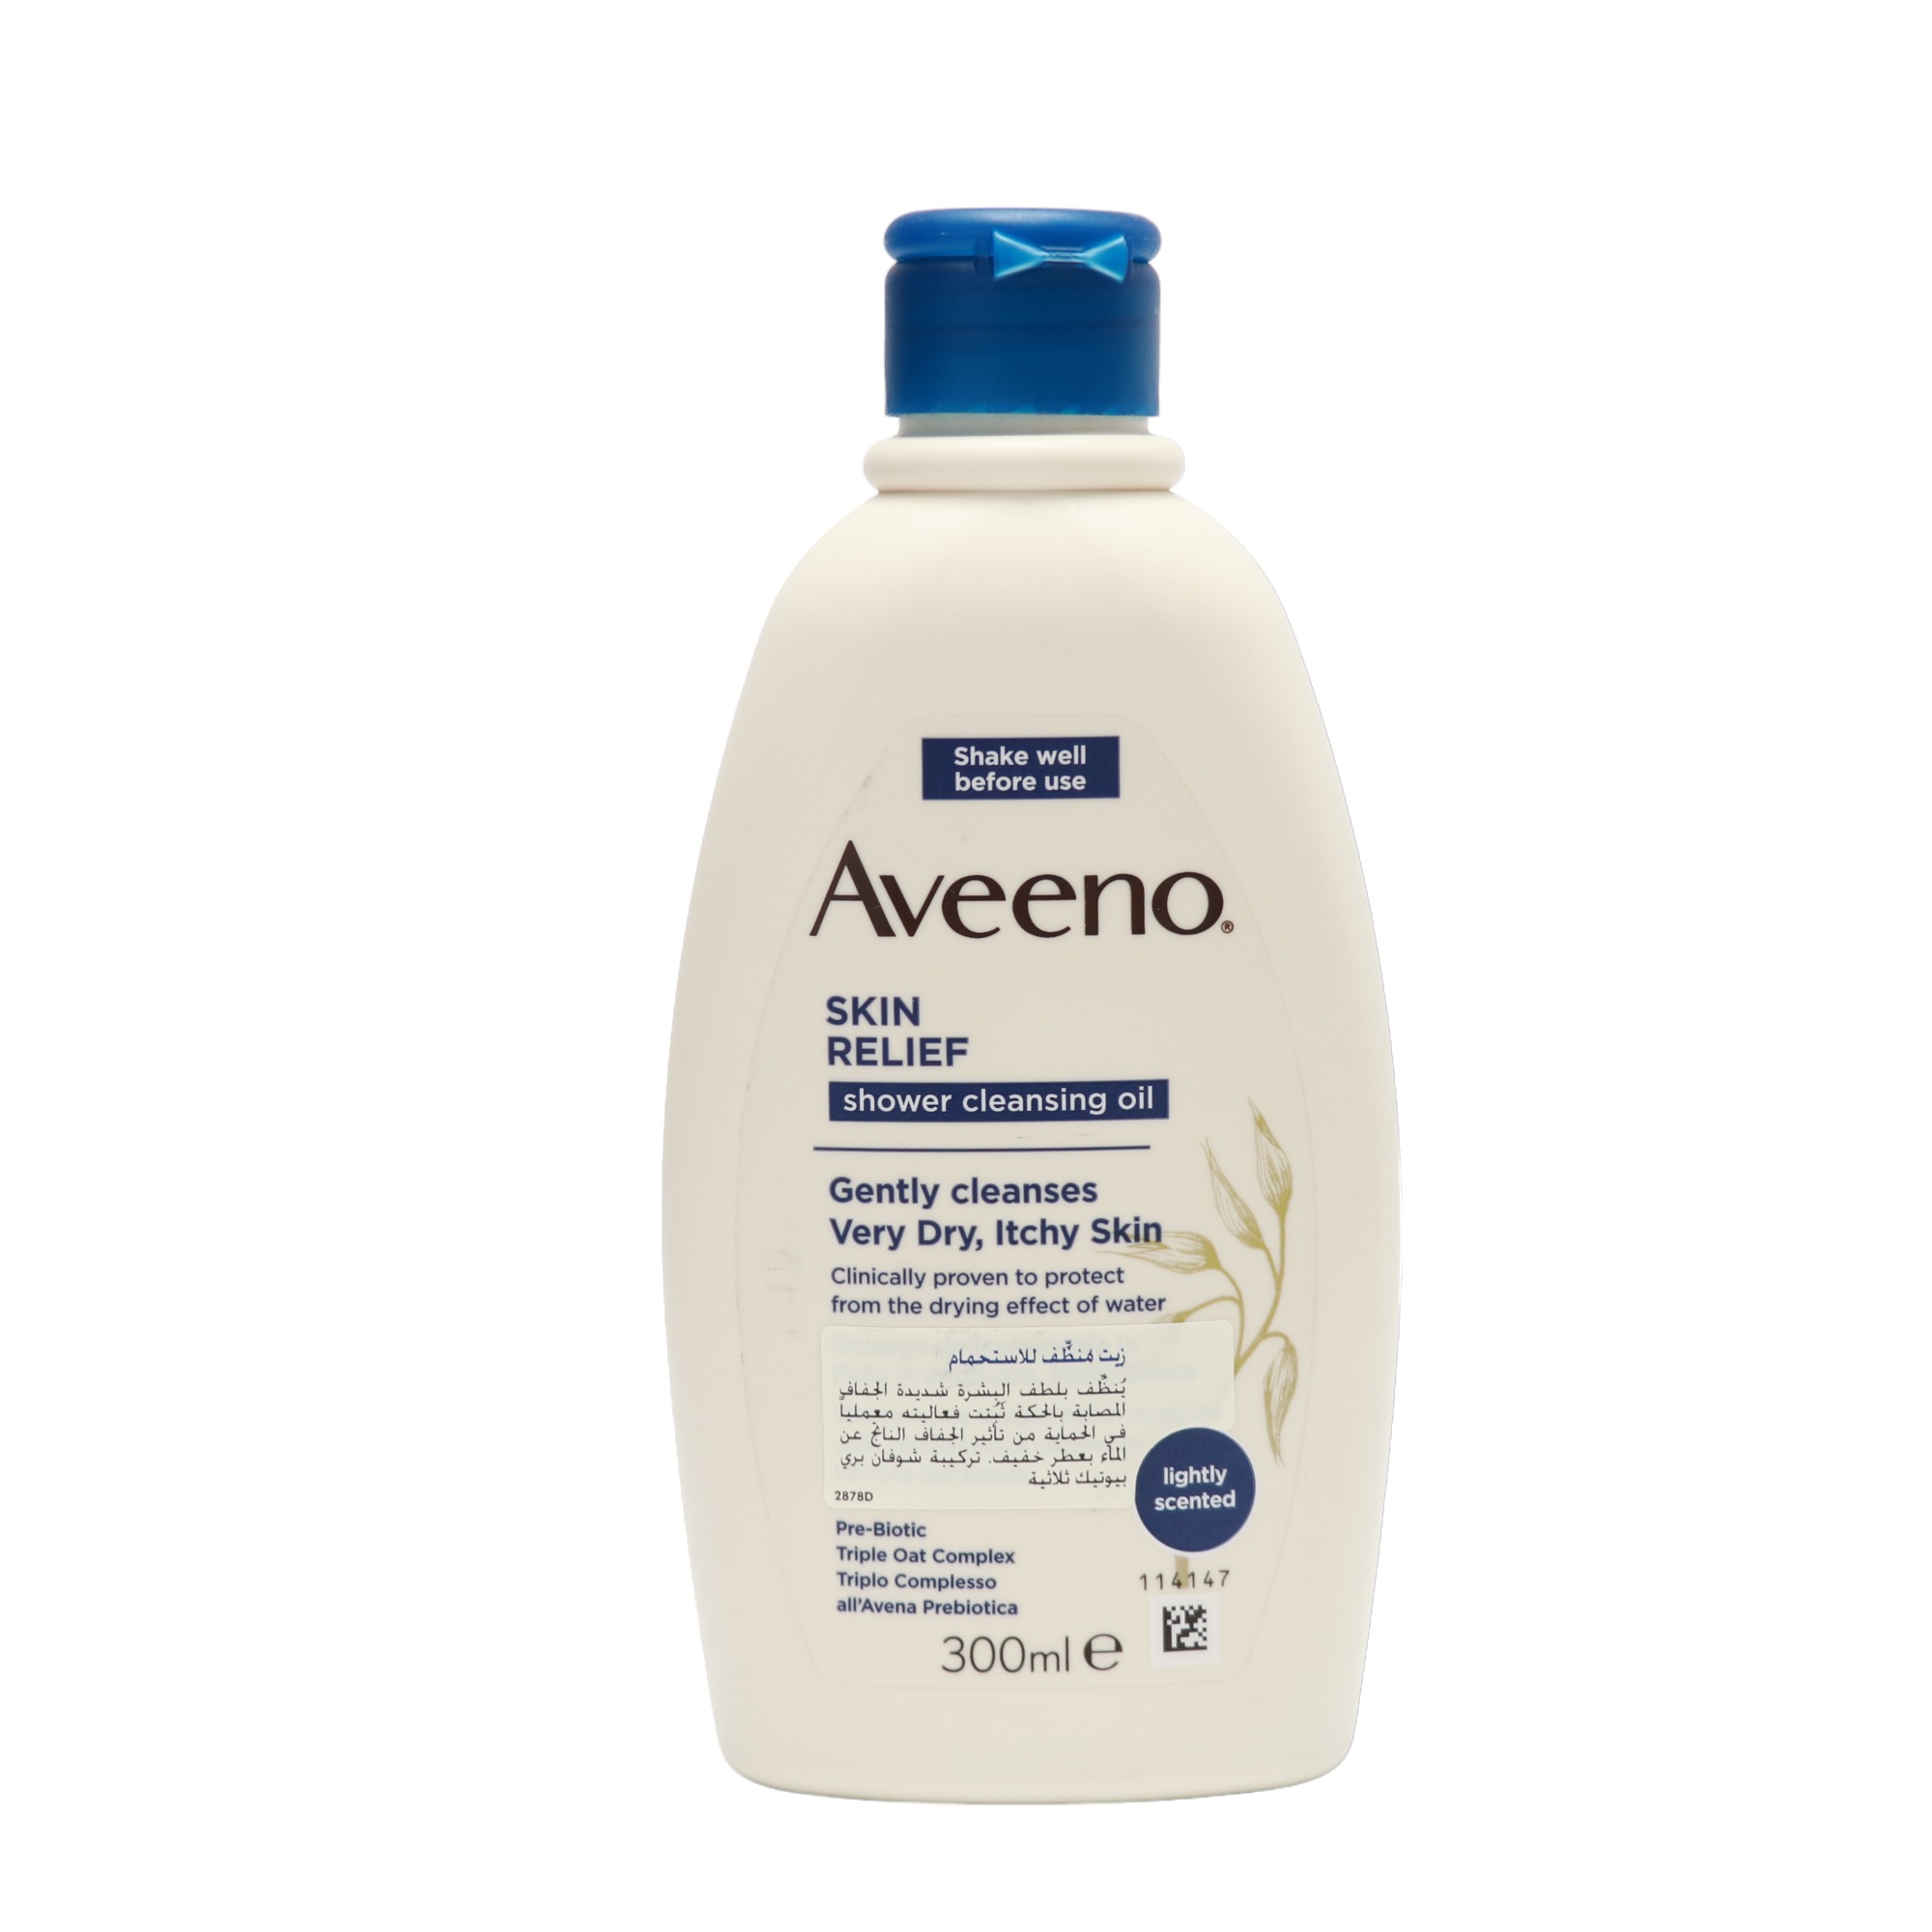 Shake well
before use
Aveeno®
SKIN
RELIEF
shower cleansing oil
Gently cleanses
Very Dry, Itchy Skin
Clinically proven to protect
from the drying effect of water
زيت منظِّف للاستحمام
يُنظِّف بلطف البشرة شديدة الجفاف
المصابة بالحكة ثَبُتت فعاليته معملياً
في الحماية من تأثير الجفاف الناتج عن
الماء بعطر خفيف. تركيبة شوفان بري
بيوتيك ثلاثية
2878D
lightly
scented
Pre-Biotic
Triple Oat Complex
Triplo Complesso
all'Avena Prebiotica
114147
300ml e